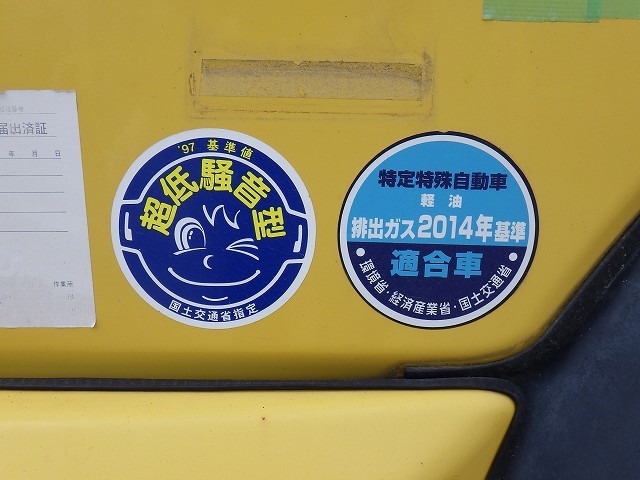 届出済証
年 月 日
作業所
'97 基準値
超低騒音型
国土交通省指定
特定特殊自動車
軽油
排出ガス2014年基準
適合車
・環境省・経済産業省・国土交通省・